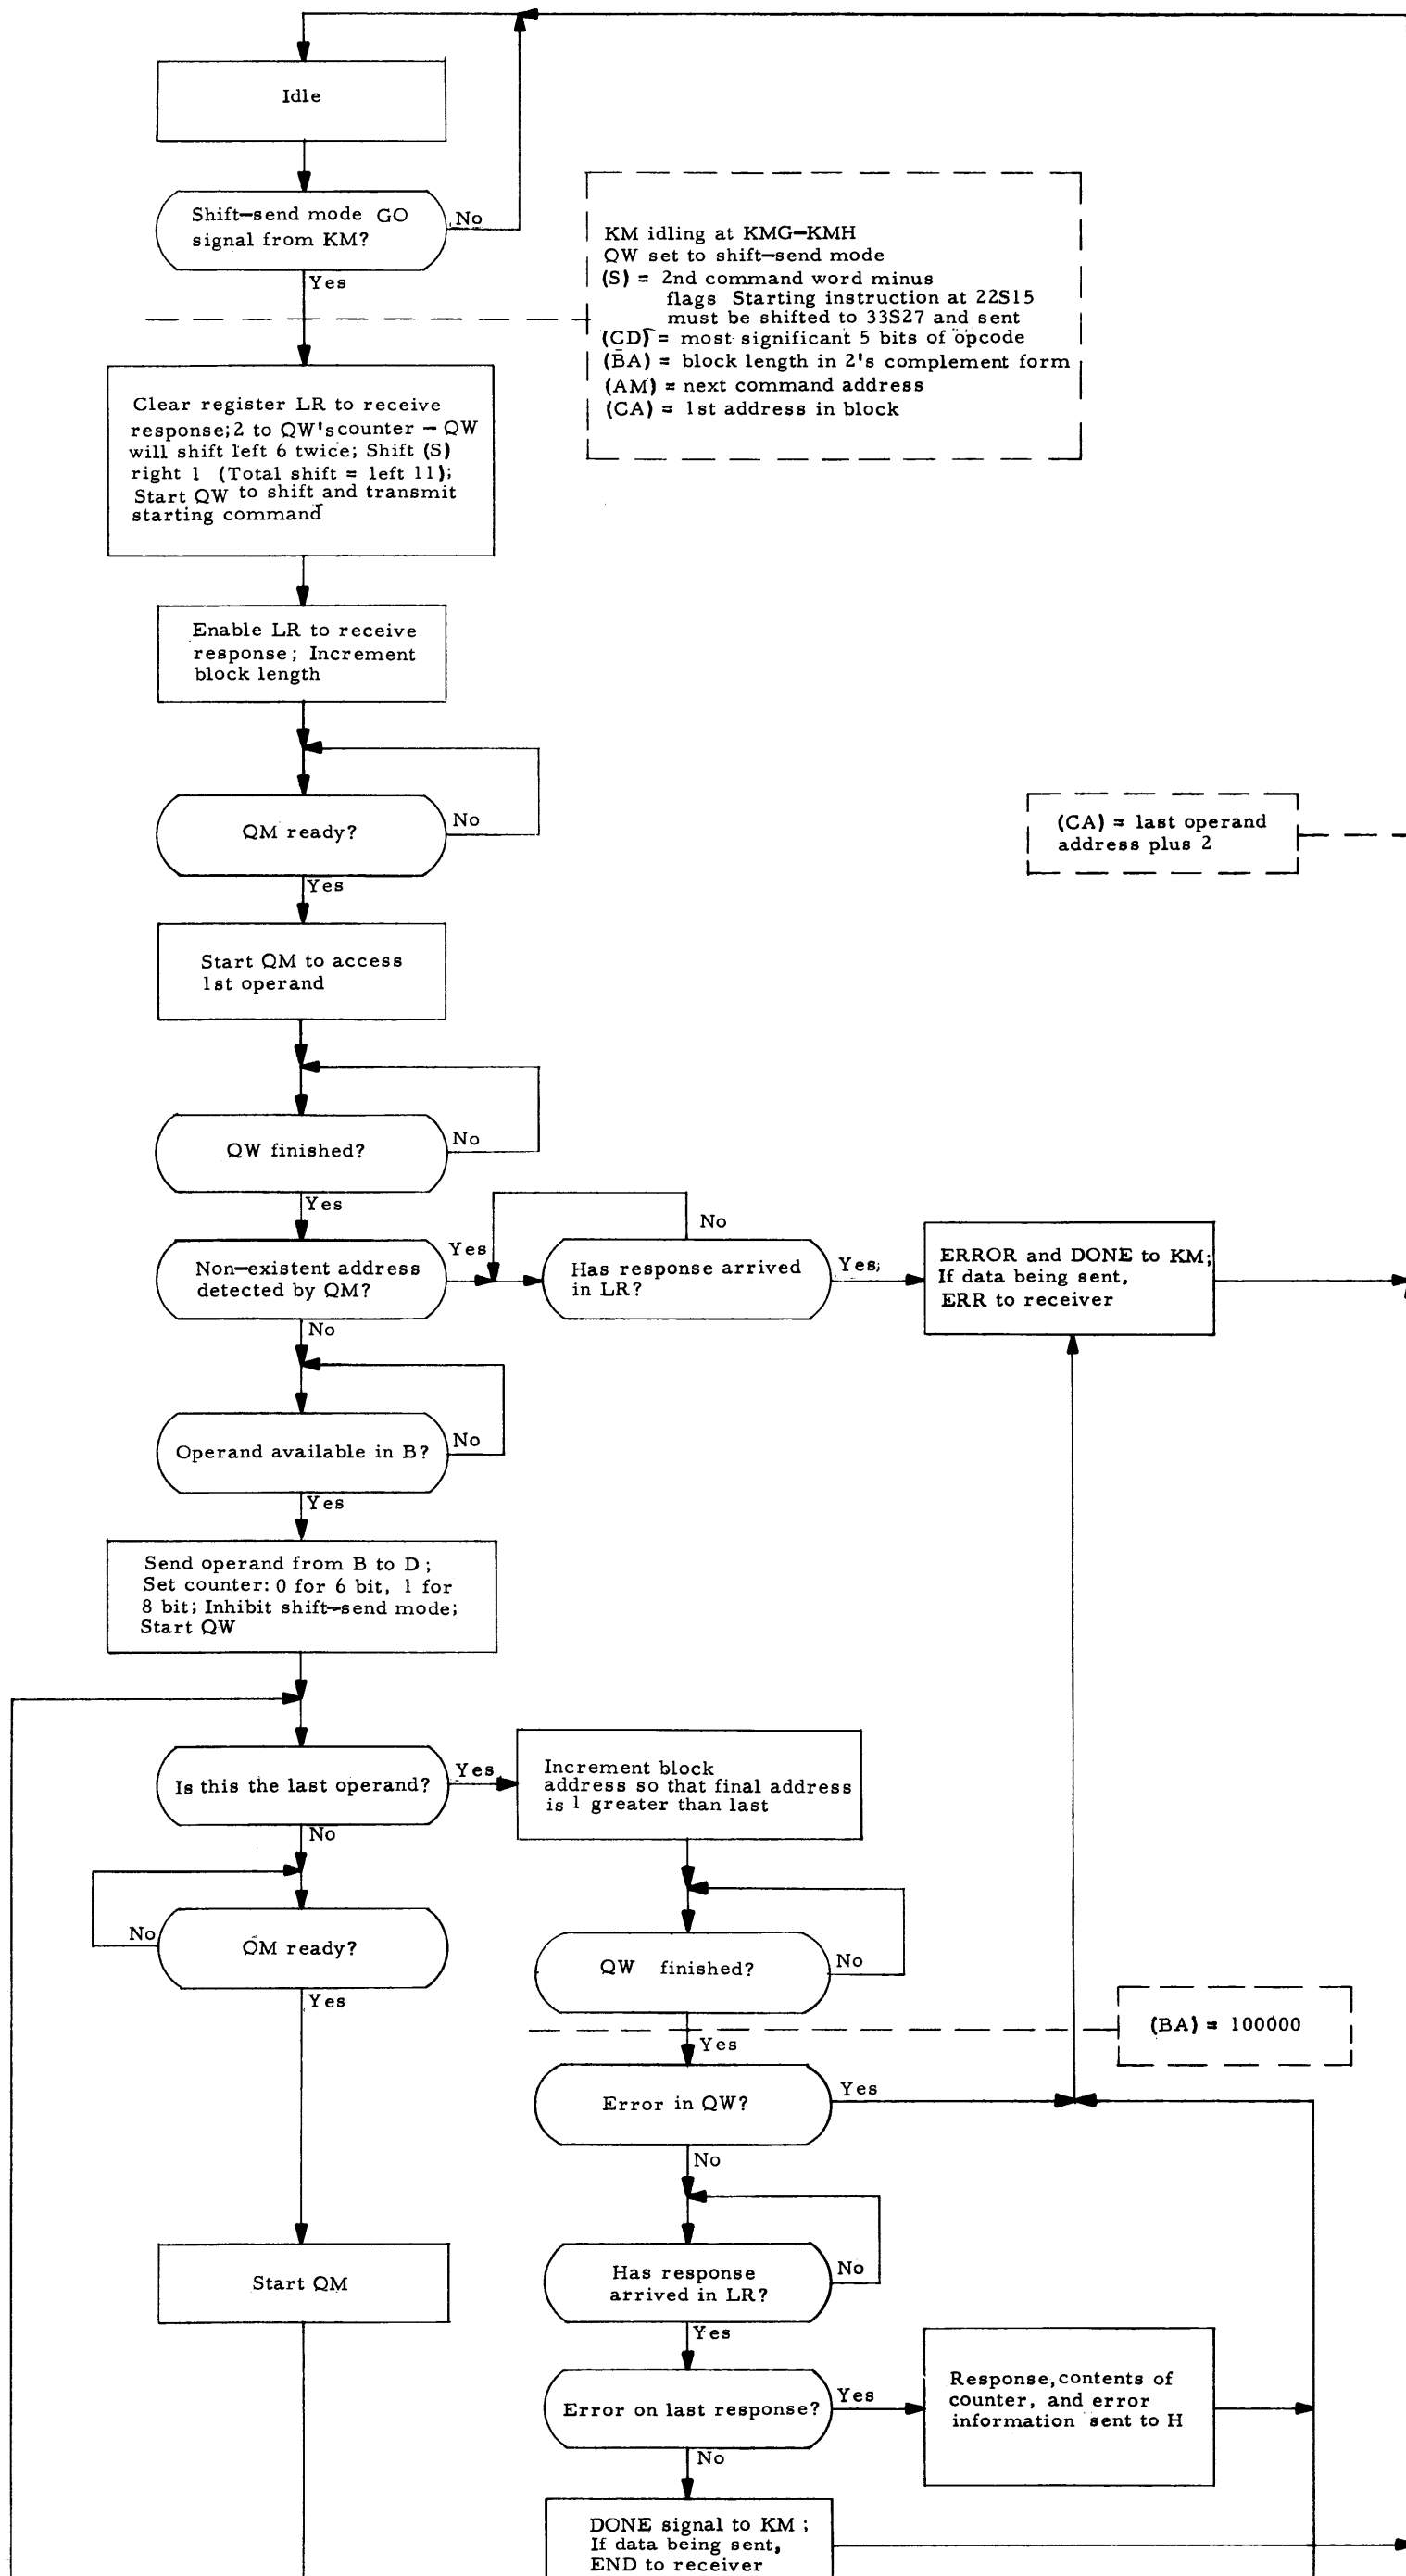 Idle
Shift-send mode GO
signal from KM?
No
Yes
KM idling at KMG-KMH
QW set to shift-send mode
(S) = 2nd command word minus
flags Starting instruction at 22S15
must be shifted to 33S27 and sent
(CD) = most significant 5 bits of opcode
(BA) = block length in 2's complement form
(AM) = next command address
(CA) = 1st address in block
Clear register LR to receive
response; 2 to QW's counter - QW
will shift left 6 twice; Shift (S)
right 1 (Total shift = left 11);
Start QW to shift and transmit
starting command
Enable LR to receive
response; Increment
block length
QM ready?
No
Yes
(CA) = last operand
address plus 2
Start QM to access
1st operand
QW finished?
No
Yes
Non-existent address
detected by QM?
Yes
No
Has response arrived
in LR?
No
Yes
ERROR and DONE to KM;
If data being sent,
ERR to receiver
Operand available in B?
No
Yes
Send operand from B to D;
Set counter: 0 for 6 bit, 1 for
8 bit; Inhibit shift-send mode;
Start QW
Is this the last operand?
Yes
No
Increment block
address so that final address
is 1 greater than last
QM ready?
No
Yes
QW finished?
No
Yes
(BA) = 100000
Error in QW?
Yes
No
Start QM
Has response
arrived in LR?
No
Yes
Error on last response?
Yes
No
Response, contents of
counter, and error
information sent to H
DONE signal to KM;
If data being sent,
END to receiver